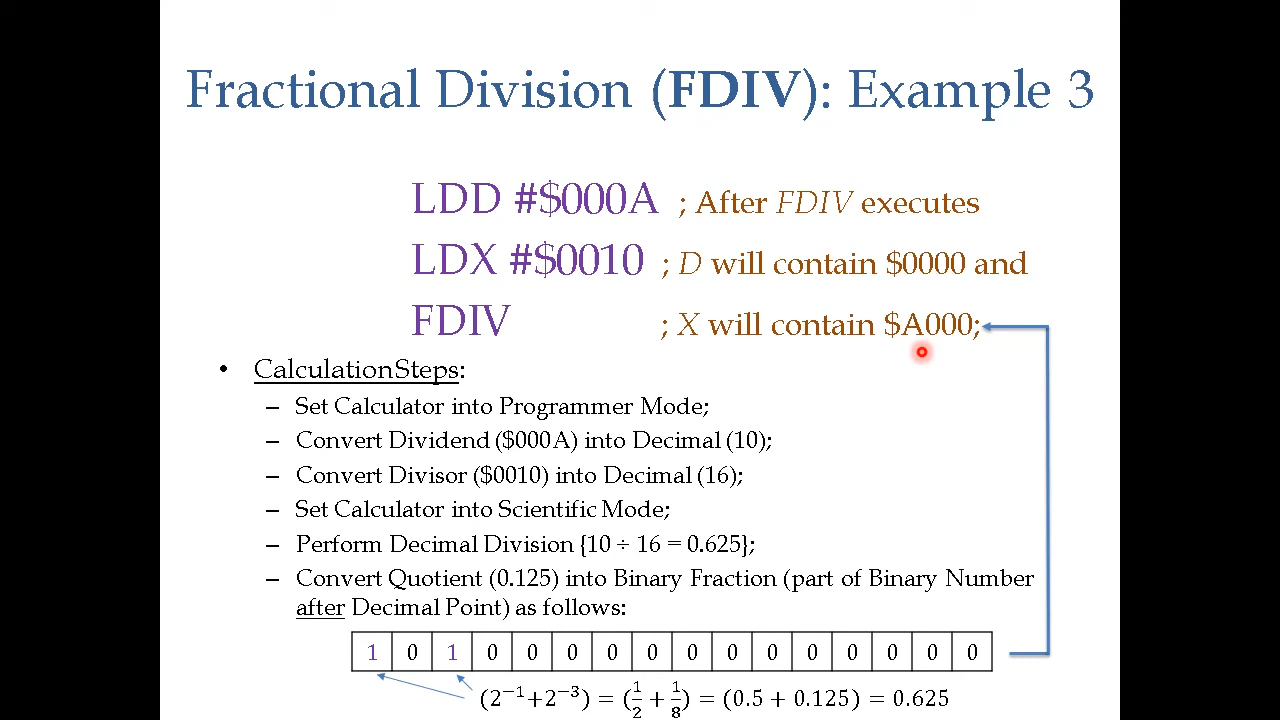 Fractional Division (FDIV): Example 3
LDD #$000A ; After FDIV executes
LDX #$0010 ; D will contain $0000 and
FDIV ; X will contain $A000;
• Calculation Steps:
– Set Calculator into Programmer Mode;
– Convert Dividend ($000A) into Decimal (10);
– Convert Divisor ($0010) into Decimal (16);
– Set Calculator into Scientific Mode;
– Perform Decimal Division {10 ÷ 16 = 0.625};
– Convert Quotient (0.125) into Binary Fraction (part of Binary Number
after Decimal Point) as follows:
1 0 1 0 0 0 0 0 0 0 0 0 0 0 0 0
(2⁻¹+2⁻³) = (1/2 + 1/8) = (0.5 + 0.125) = 0.625